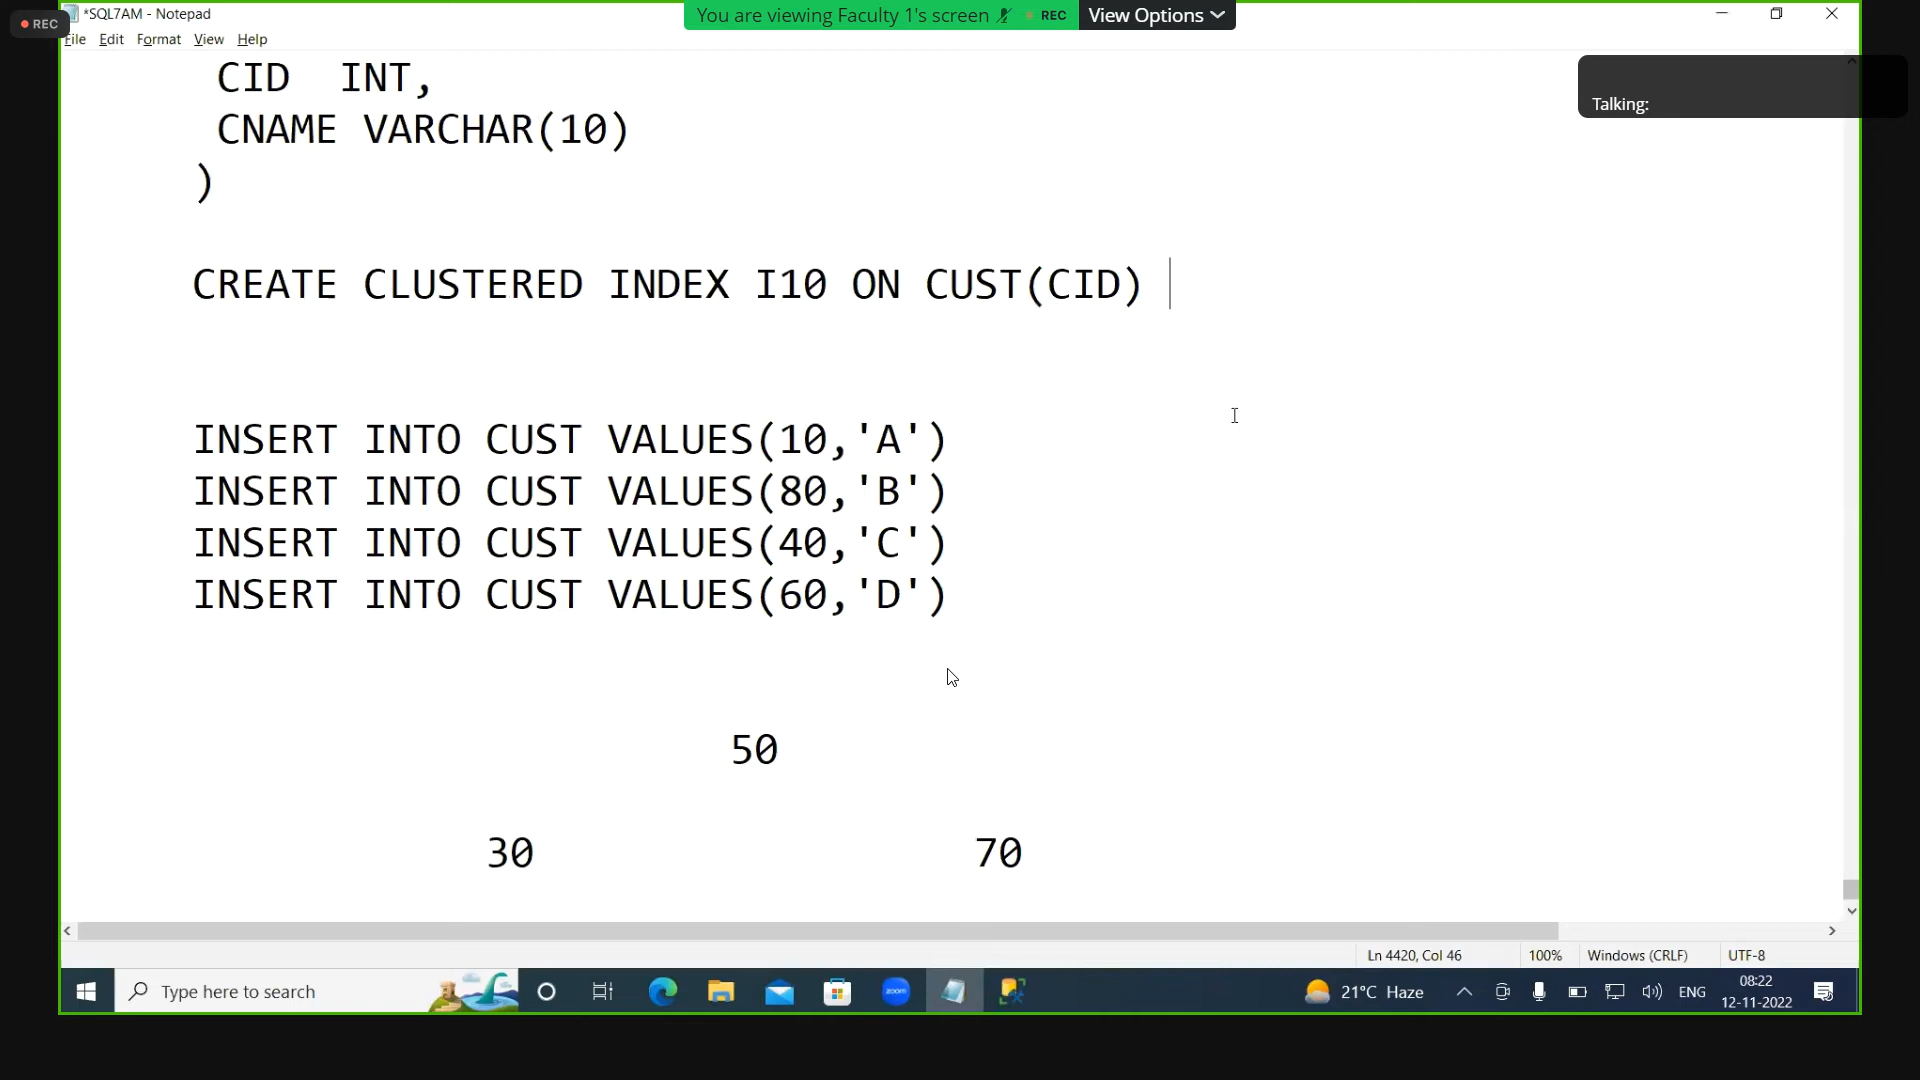 REC
*SQL7AM - Notepad
You are viewing Faculty 1's screen
REC
View Options
File Edit Format View Help
Talking:
CID INT,
CNAME VARCHAR(10)
)
CREATE CLUSTERED INDEX I10 ON CUST(CID)
INSERT INTO CUST VALUES(10,'A')
INSERT INTO CUST VALUES(80,'B')
INSERT INTO CUST VALUES(40,'C')
INSERT INTO CUST VALUES(60,'D')
50
30 70
Ln 4420, Col 46 100% Windows (CRLF) UTF-8
Type here to search
zoom
21°C Haze
ENG
08:22
12-11-2022